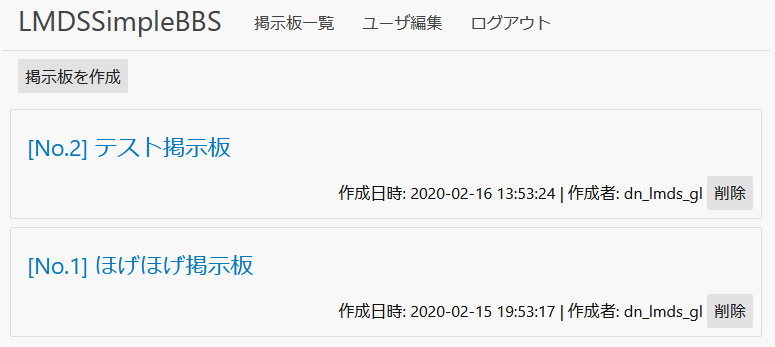 LMDSSimpleBBS 掲示板一覧 ユーザ編集 ログアウト
掲示板を作成
[No.2] テスト掲示板
作成日時: 2020-02-16 13:53:24 | 作成者: dn_lmds_gl 削除
[No.1] ほげほげ掲示板
作成日時: 2020-02-15 19:53:17 | 作成者: dn_lmds_gl 削除